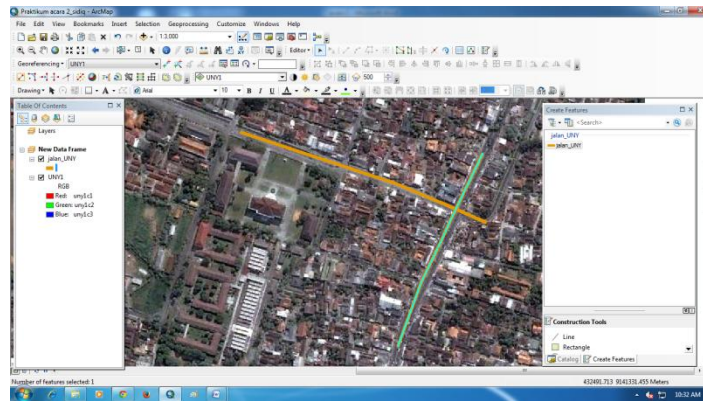 Praktikum acara 2_sidiq - ArcMap
File Edit View Bookmarks Insert Selection Geoprocessing Customize Windows Help
1:3.000
Editor
Georeferencing UNY1
UNY1
500
Drawing
Arial
10
B I U A
Table Of Contents
Layers
New Data Frame
jalan_UNY
UNY1
RGB
Red: uny1c1
Green: uny1c2
Blue: uny1c3
Create Features
<Search>
jalan_UNY
jalan_UNY
Construction Tools
Line
Rectangle
Catalog Create Features
Number of features selected: 1
432491.713 9141331.455 Meters
10:32 AM